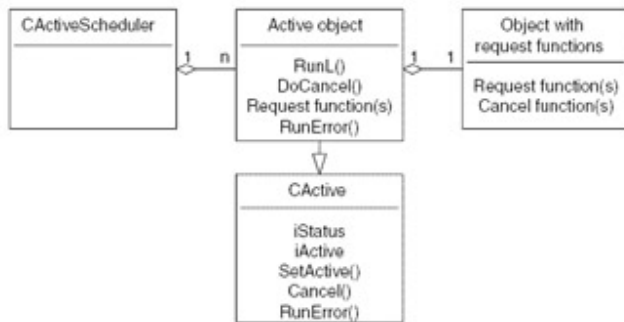 CActiveScheduler
1
n
Active object
RunL()
DoCancel()
Request function(s)
RunError()
1
1
Object with
request functions
Request function(s)
Cancel function(s)
CActive
iStatus
iActive
SetActive()
Cancel()
RunError()